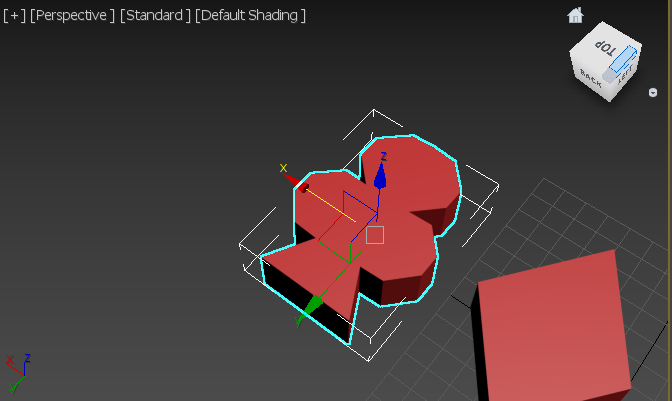 [+] [Perspective ] [Standard ] [Default Shading ]
TOP
BACK
LEFT
X
Z
X
Z
y